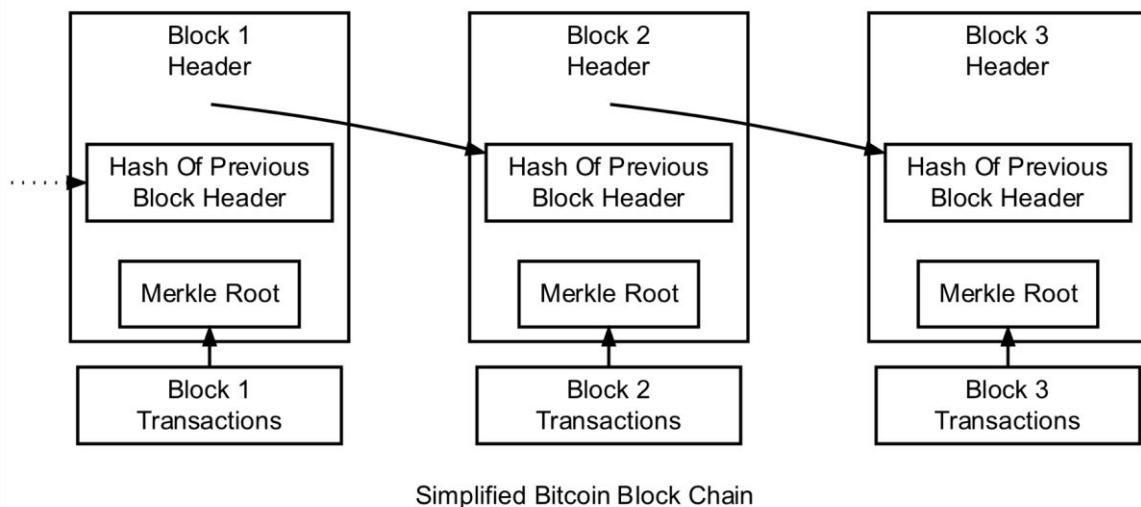 Block 1
Header
Hash Of Previous
Block Header
Merkle Root
Block 1
Transactions
Block 2
Header
Hash Of Previous
Block Header
Merkle Root
Block 2
Transactions
Block 3
Header
Hash Of Previous
Block Header
Merkle Root
Block 3
Transactions
Simplified Bitcoin Block Chain